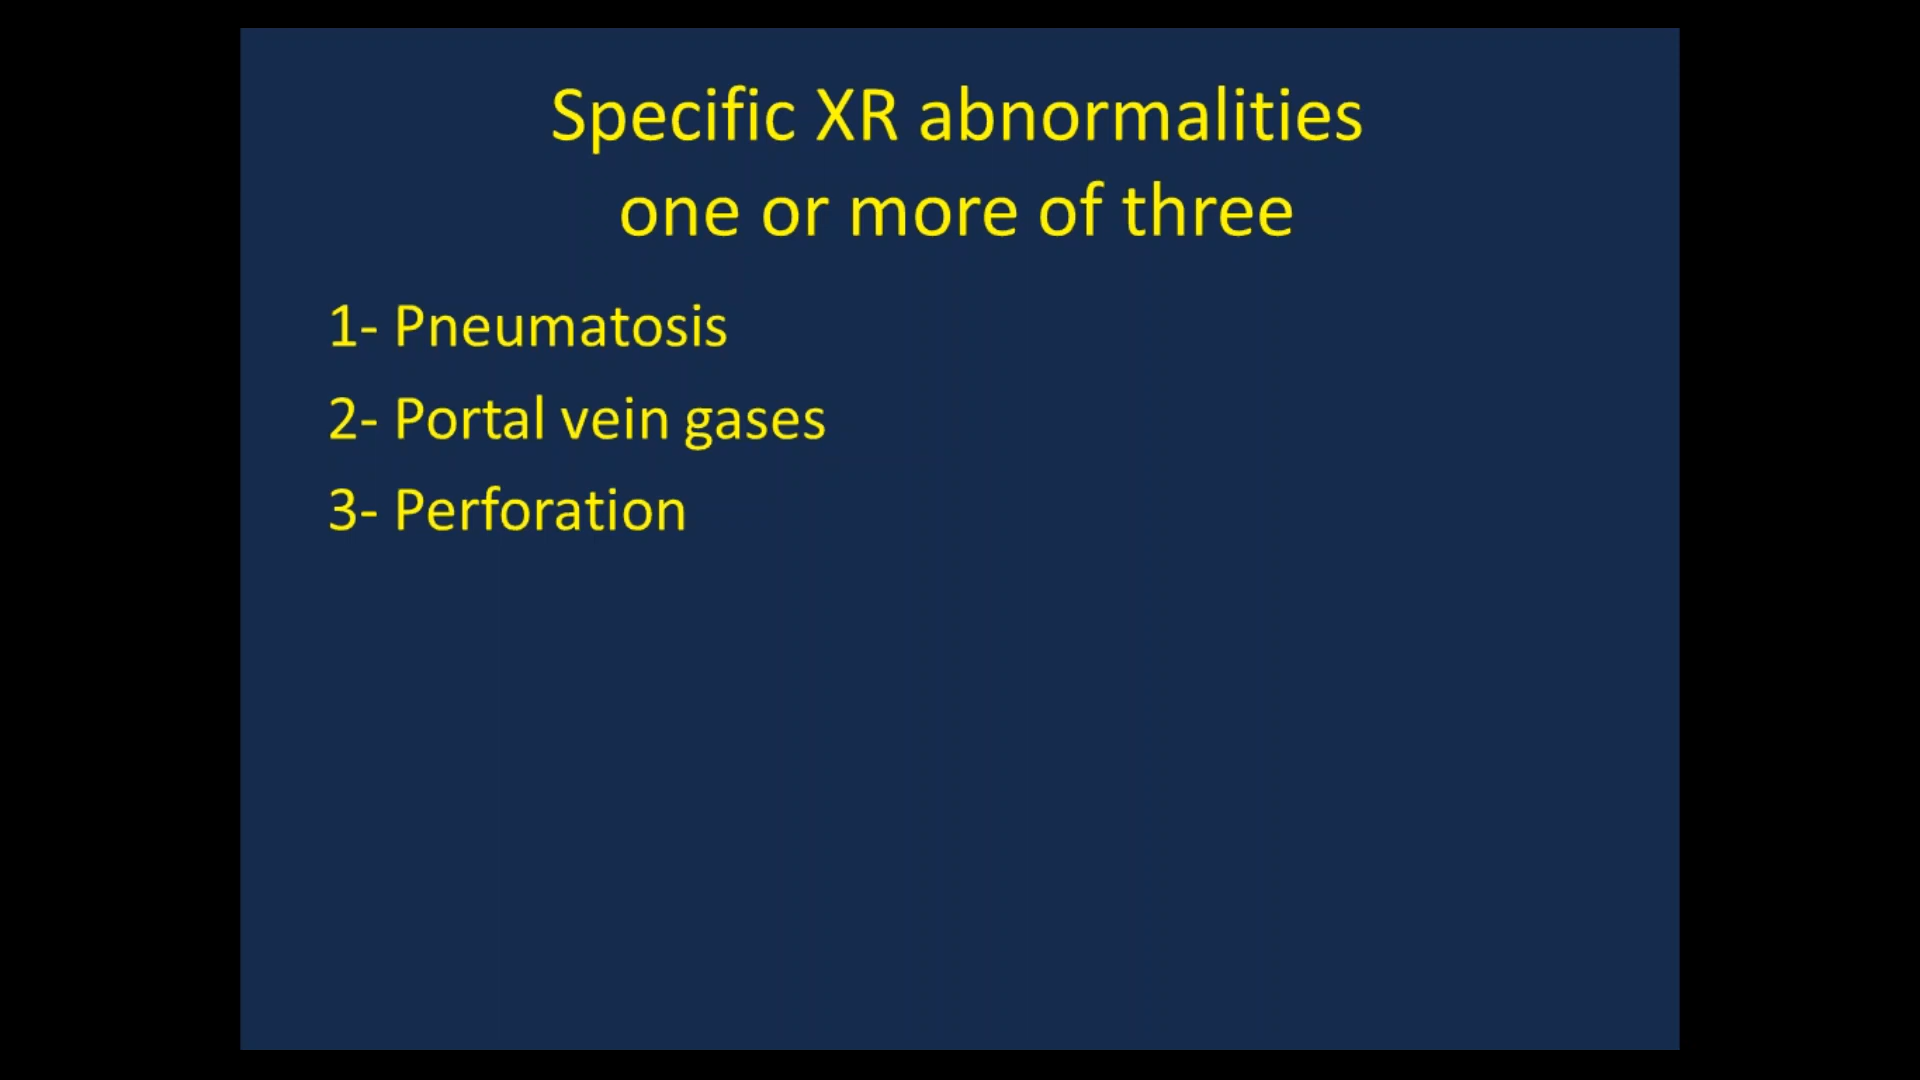 Specific XR abnormalities
one or more of three
1- Pneumatosis
2- Portal vein gases
3- Perforation